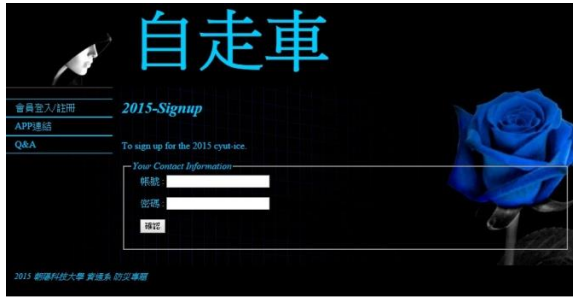 自走車
會員登入/註冊
APP連結
Q&A
2015-Signup
To sign up for the 2015 cyut-ice.
Your Contact Information
帳號 :
密碼 :
確認
2015 朝陽科技大學 資通系 防災專題